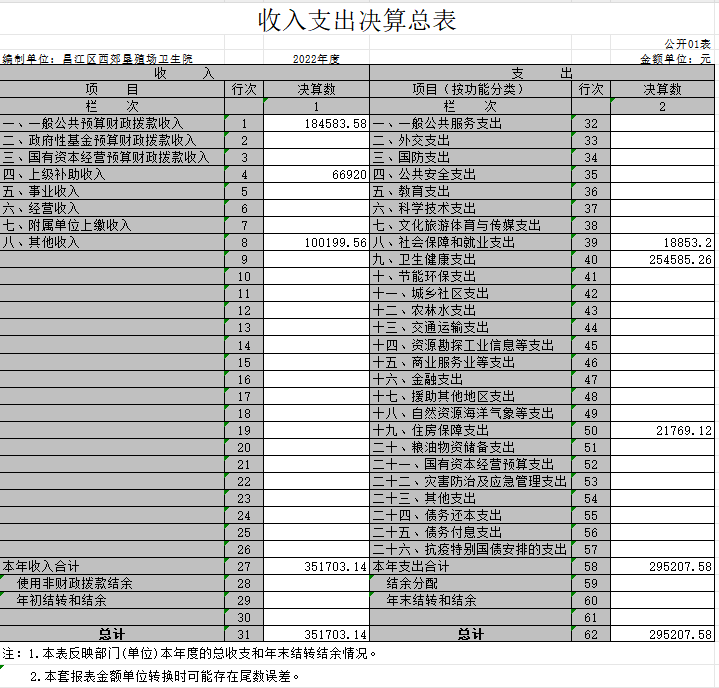 收入支出决算总表
公开01表
编制单位：昌江区西郊垦殖场卫生院 2022年度 金额单位：元
收 入 支 出
项 目 行次 决算数 项目（按功能分类） 行次 决算数
栏 次 1 栏 次 2
一、一般公共预算财政拨款收入 1 184583.58 一、一般公共服务支出 32
二、政府性基金预算财政拨款收入 2 二、外交支出 33
三、国有资本经营预算财政拨款收入 3 三、国防支出 34
四、上级补助收入 4 66920 四、公共安全支出 35
五、事业收入 5 五、教育支出 36
六、经营收入 6 六、科学技术支出 37
七、附属单位上缴收入 7 七、文化旅游体育与传媒支出 38
八、其他收入 8 100199.56 八、社会保障和就业支出 39 18853.2
9 九、卫生健康支出 40 254585.26
10 十、节能环保支出 41
11 十一、城乡社区支出 42
12 十二、农林水支出 43
13 十三、交通运输支出 44
14 十四、资源勘探工业信息等支出 45
15 十五、商业服务业等支出 46
16 十六、金融支出 47
17 十七、援助其他地区支出 48
18 十八、自然资源海洋气象等支出 49
19 十九、住房保障支出 50 21769.12
20 二十、粮油物资储备支出 51
21 二十一、国有资本经营预算支出 52
22 二十二、灾害防治及应急管理支出 53
23 二十三、其他支出 54
24 二十四、债务还本支出 55
25 二十五、债务付息支出 56
26 二十六、抗疫特别国债安排的支出 57
本年收入合计 27 351703.14 本年支出合计 58 295207.58
使用非财政拨款结余 28 结余分配 59
年初结转和结余 29 年末结转和结余 60
30 61
总计 31 351703.14 总计 62 295207.58
注：1.本表反映部门(单位)本年度的总收支和年末结转结余情况。
2.本套报表金额单位转换时可能存在尾数误差。